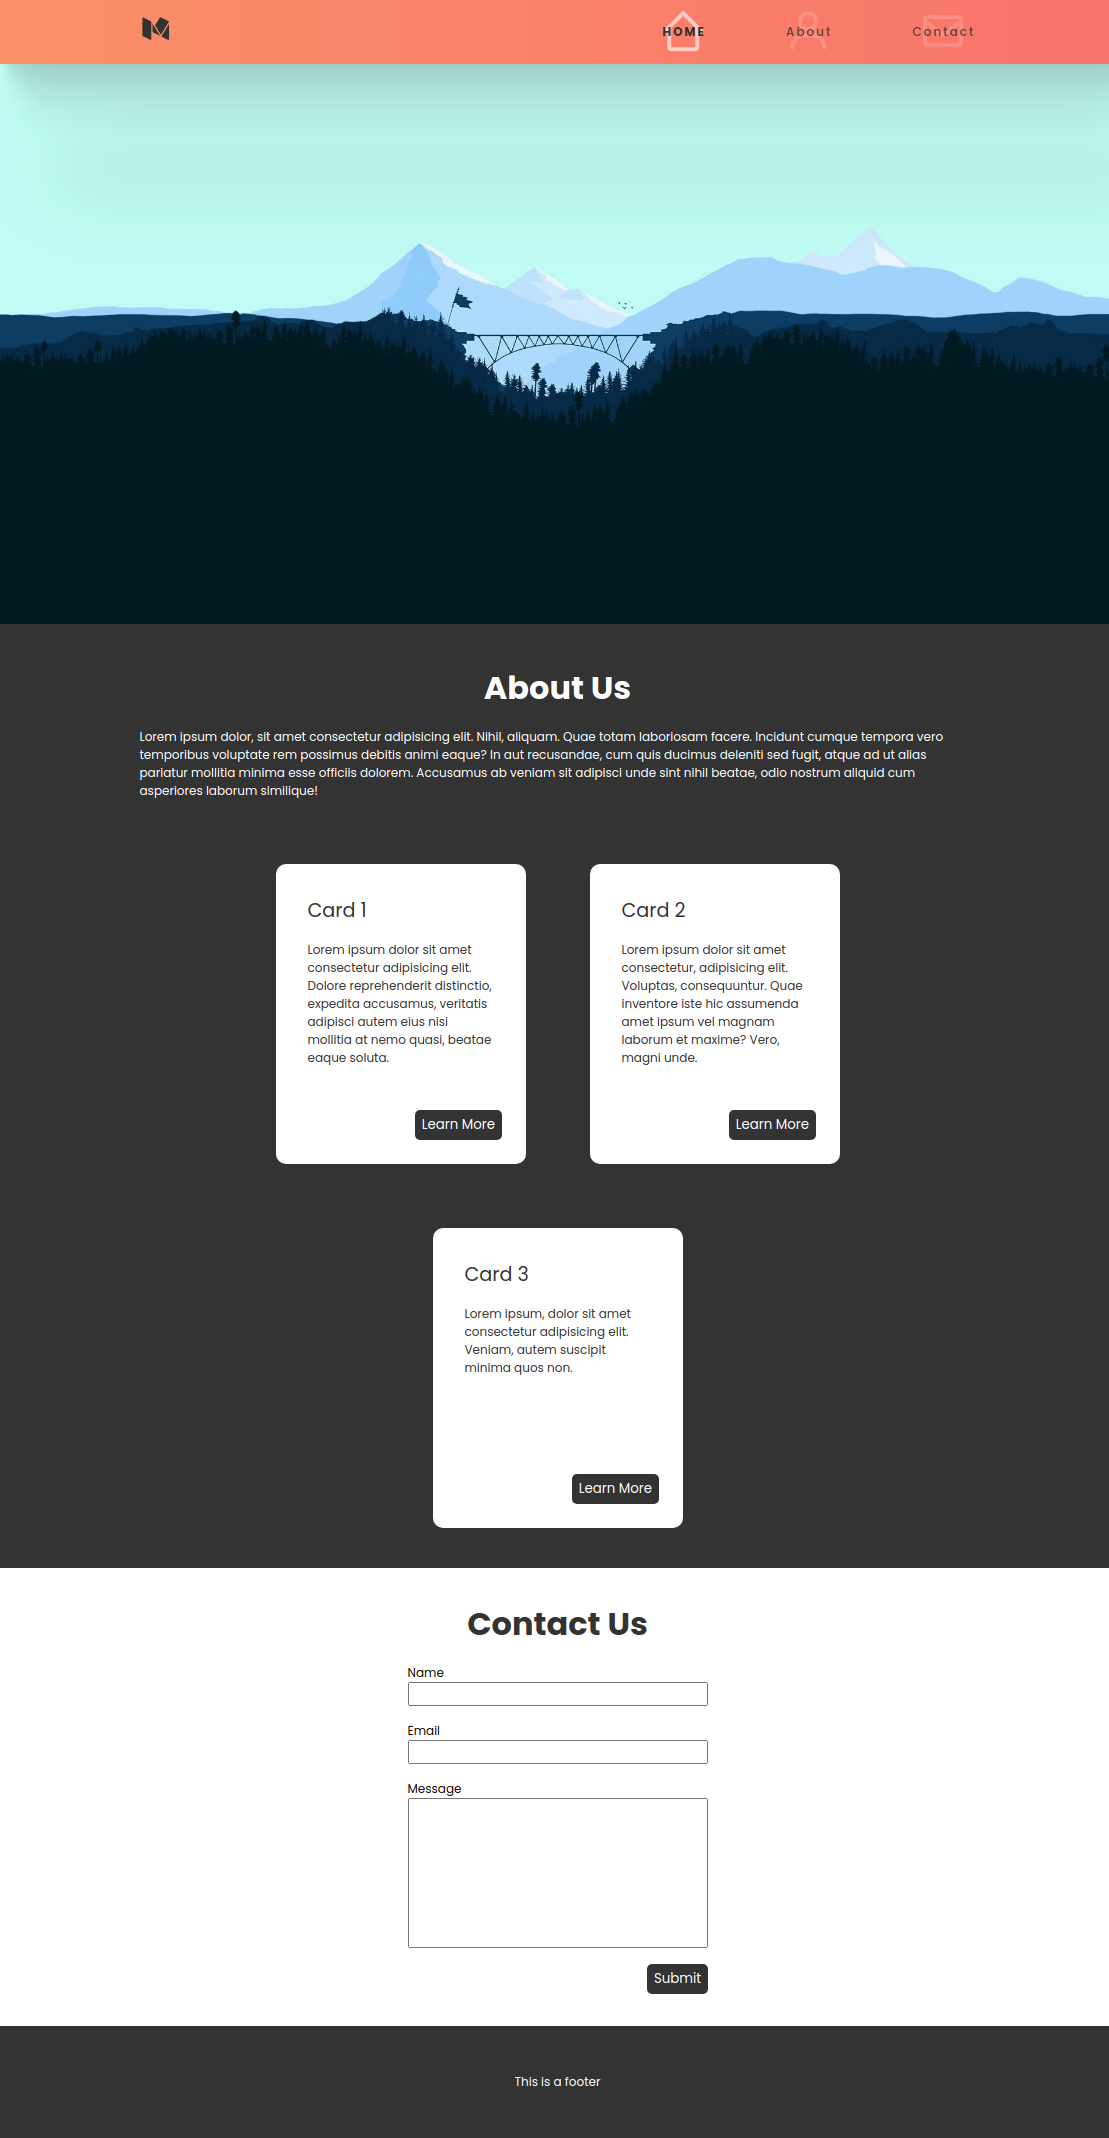 HOME
About
Contact
About Us
Lorem ipsum dolor, sit amet consectetur adipisicing elit. Nihil, aliquam. Quae totam laboriosam facere. Incidunt cumque tempora vero
temporibus voluptate rem possimus debitis animi eaque? In aut recusandae, cum quis ducimus deleniti sed fugit, atque ad ut alias
pariatur mollitia minima esse officiis dolorem. Accusamus ab veniam sit adipisci unde sint nihil beatae, odio nostrum aliquid cum
asperiores laborum similique!
Card 1
Lorem ipsum dolor sit amet
consectetur adipisicing elit.
Dolore reprehenderit distinctio,
expedita accusamus, veritatis
adipisci autem eius nisi
mollitia at nemo quasi, beatae
eaque soluta.
Learn More
Card 2
Lorem ipsum dolor sit amet
consectetur, adipisicing elit.
Voluptas, consequuntur. Quae
inventore iste hic assumenda
amet ipsum vel magnam
laborum et maxime? Vero,
magni unde.
Learn More
Card 3
Lorem ipsum, dolor sit amet
consectetur adipisicing elit.
Veniam, autem suscipit
minima quos non.
Learn More
Contact Us
Name
Email
Message
Submit
This is a footer